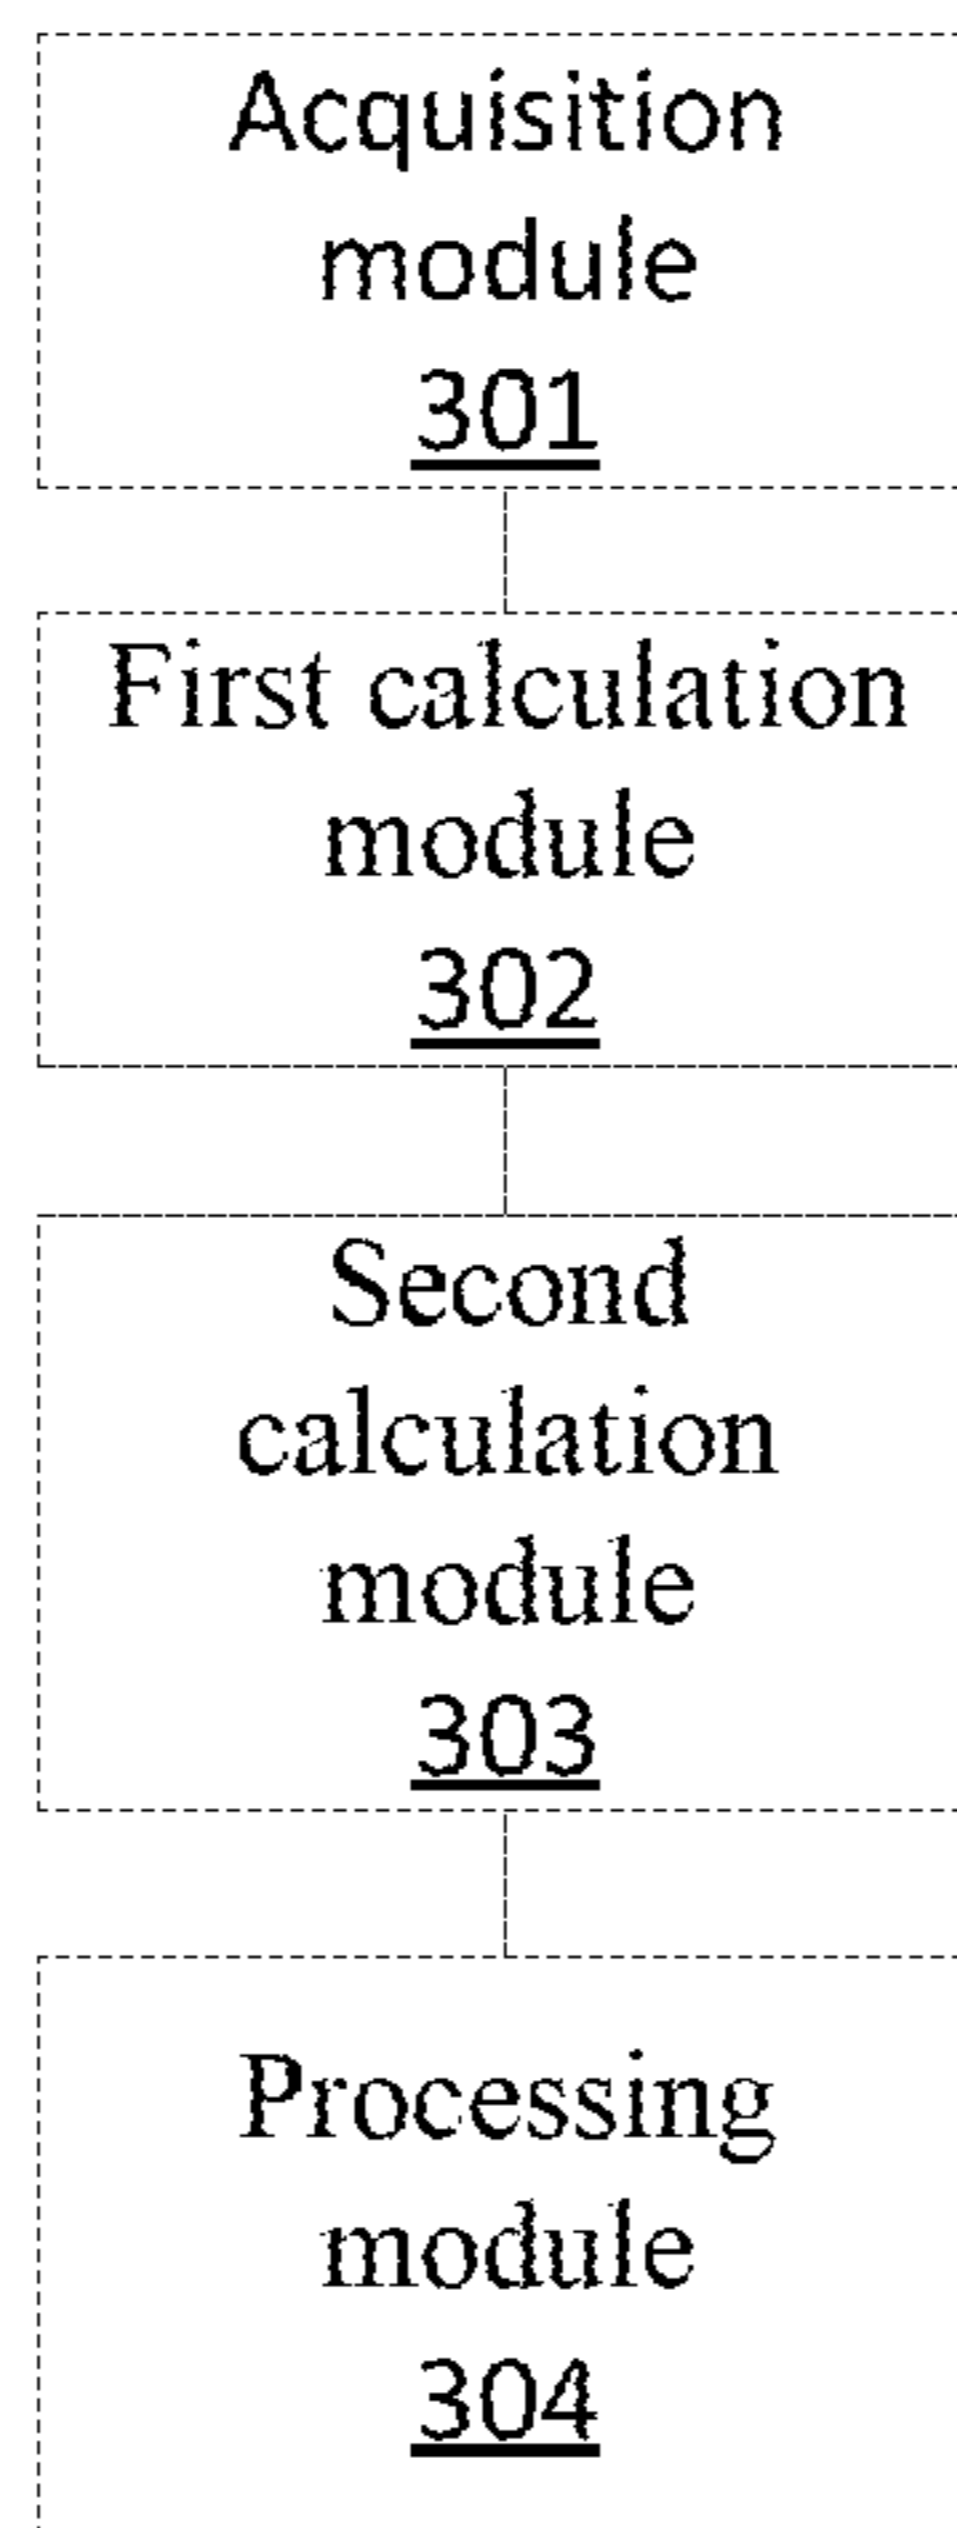 Acquisition
module
301
First calculation
module
302
Second
calculation
module
303
Processing
module
304